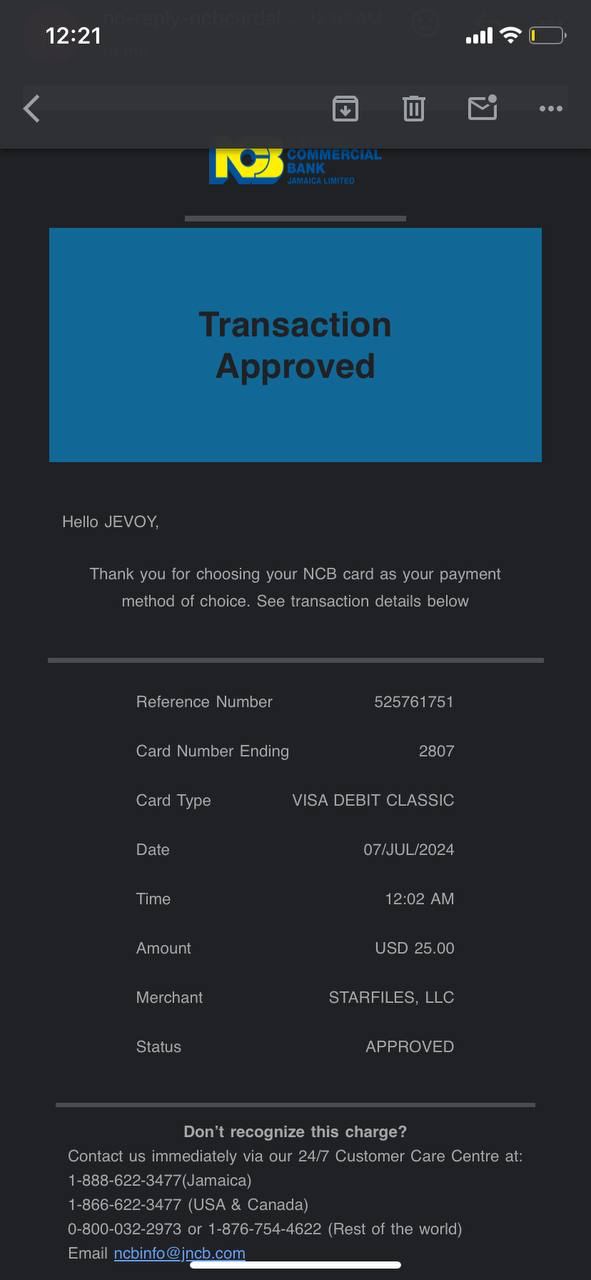 12:21
NCB
COMMERCIAL
BANK
JAMAICA LIMITED
Transaction
Approved
Hello JEVOY,
Thank you for choosing your NCB card as your payment
method of choice. See transaction details below
Reference Number 525761751
Card Number Ending 2807
Card Type VISA DEBIT CLASSIC
Date 07/JUL/2024
Time 12:02 AM
Amount USD 25.00
Merchant STARFILES, LLC
Status APPROVED
Don't recognize this charge?
Contact us immediately via our 24/7 Customer Care Centre at:
1-888-622-3477(Jamaica)
1-866-622-3477 (USA & Canada)
0-800-032-2973 or 1-876-754-4622 (Rest of the world)
Email ncbinfo@jncb.com